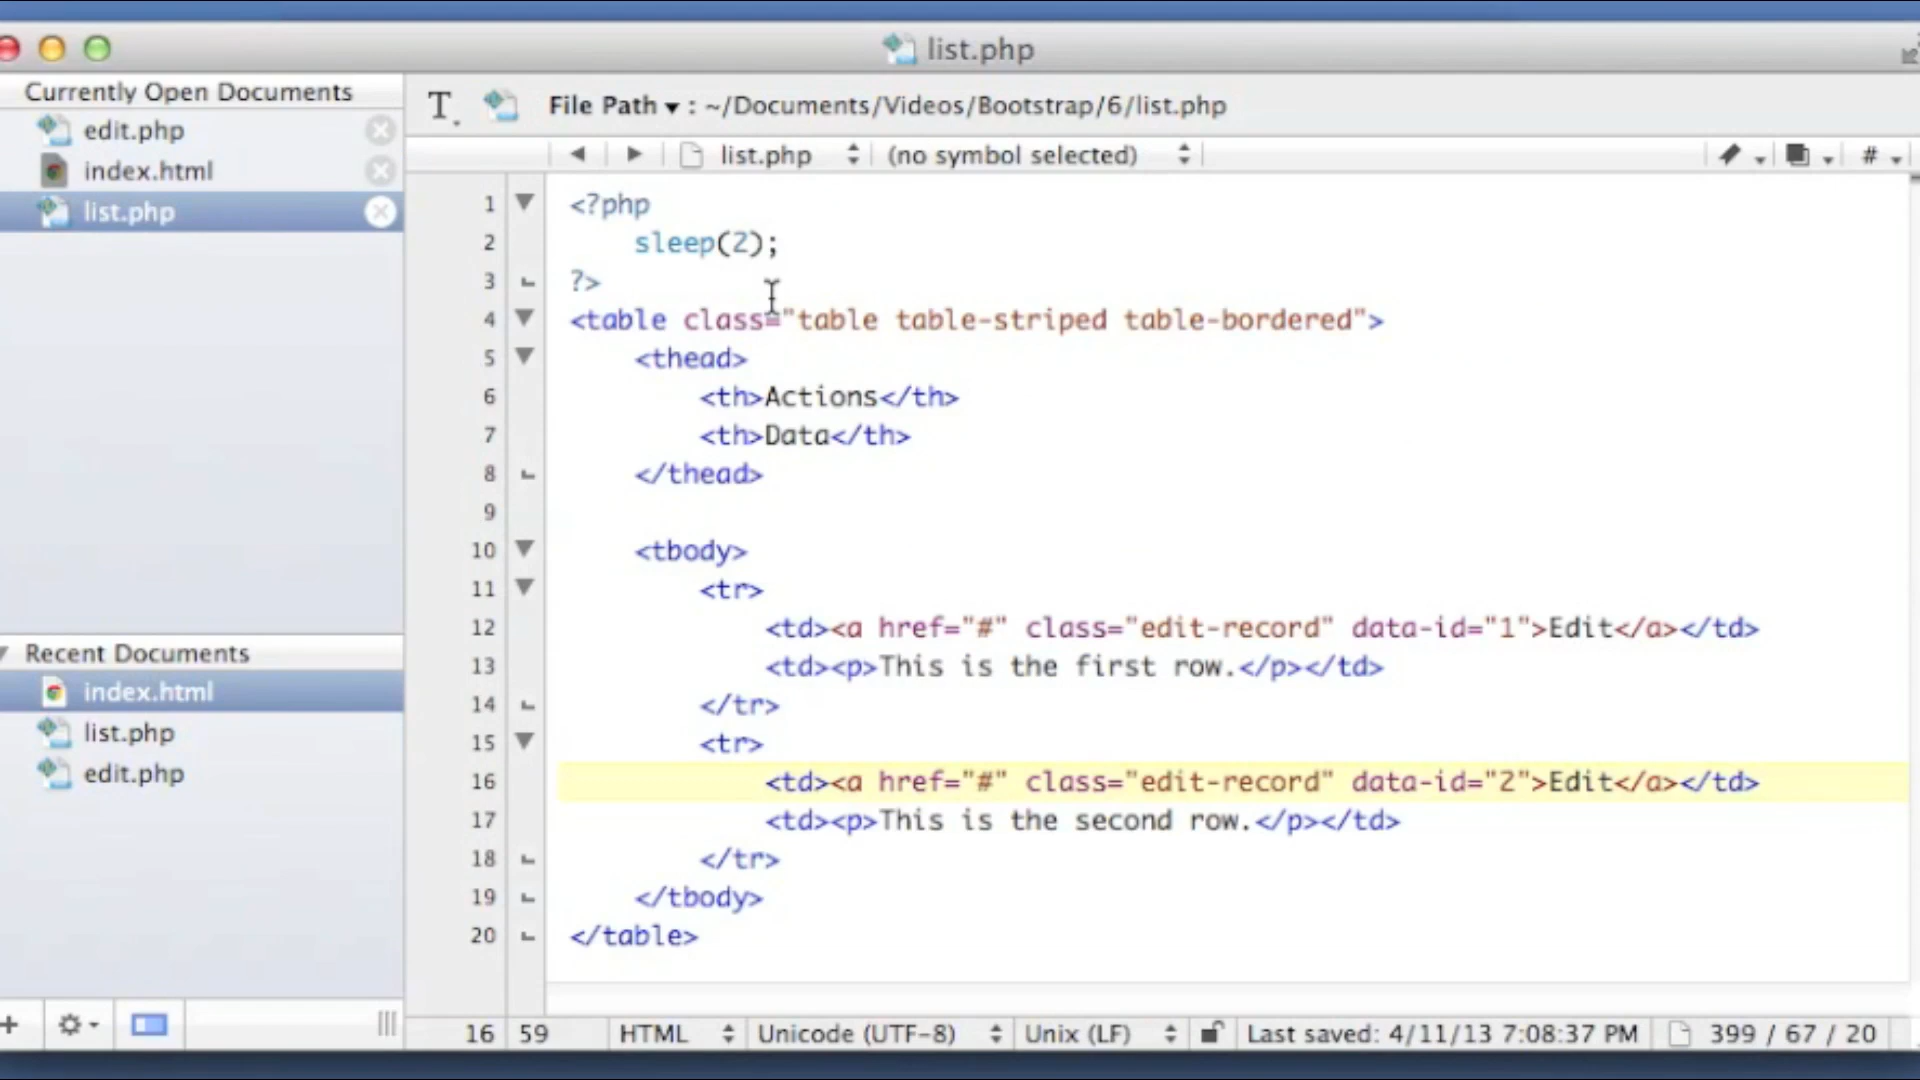 list.php
Currently Open Documents
edit.php
index.html
list.php
Recent Documents
index.html
list.php
edit.php
T
File Path ▾ : ~/Documents/Videos/Bootstrap/6/list.php
list.php (no symbol selected) #
1 <?php
2 sleep(2);
3 ?>
4 <table class="table table-striped table-bordered">
5 <thead>
6 <th>Actions</th>
7 <th>Data</th>
8 </thead>
9
10 <tbody>
11 <tr>
12 <td><a href="#" class="edit-record" data-id="1">Edit</a></td>
13 <td><p>This is the first row.</p></td>
14 </tr>
15 <tr>
16 <td><a href="#" class="edit-record" data-id="2">Edit</a></td>
17 <td><p>This is the second row.</p></td>
18 </tr>
19 </tbody>
20 </table>
16 59 HTML Unicode (UTF-8) Unix (LF) Last saved: 4/11/13 7:08:37 PM 399 / 67 / 20